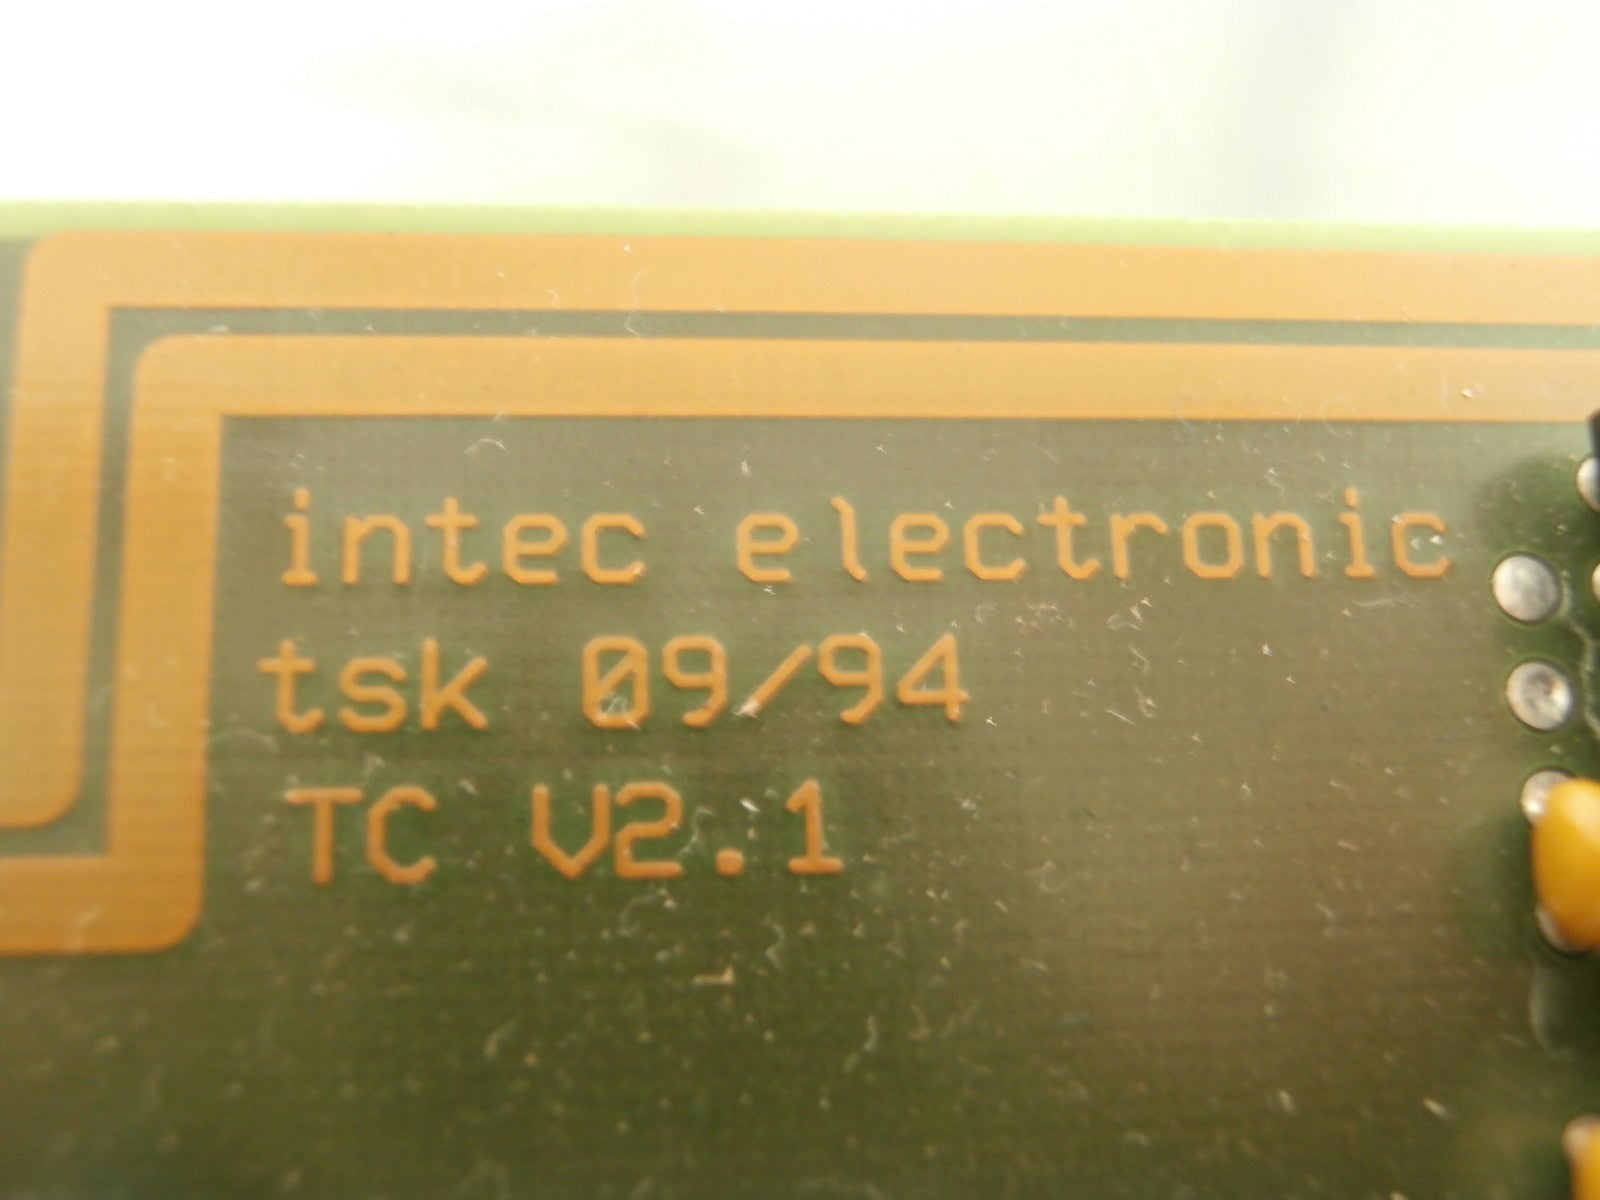 intec electronic
tsk 09/94
TC V2.1